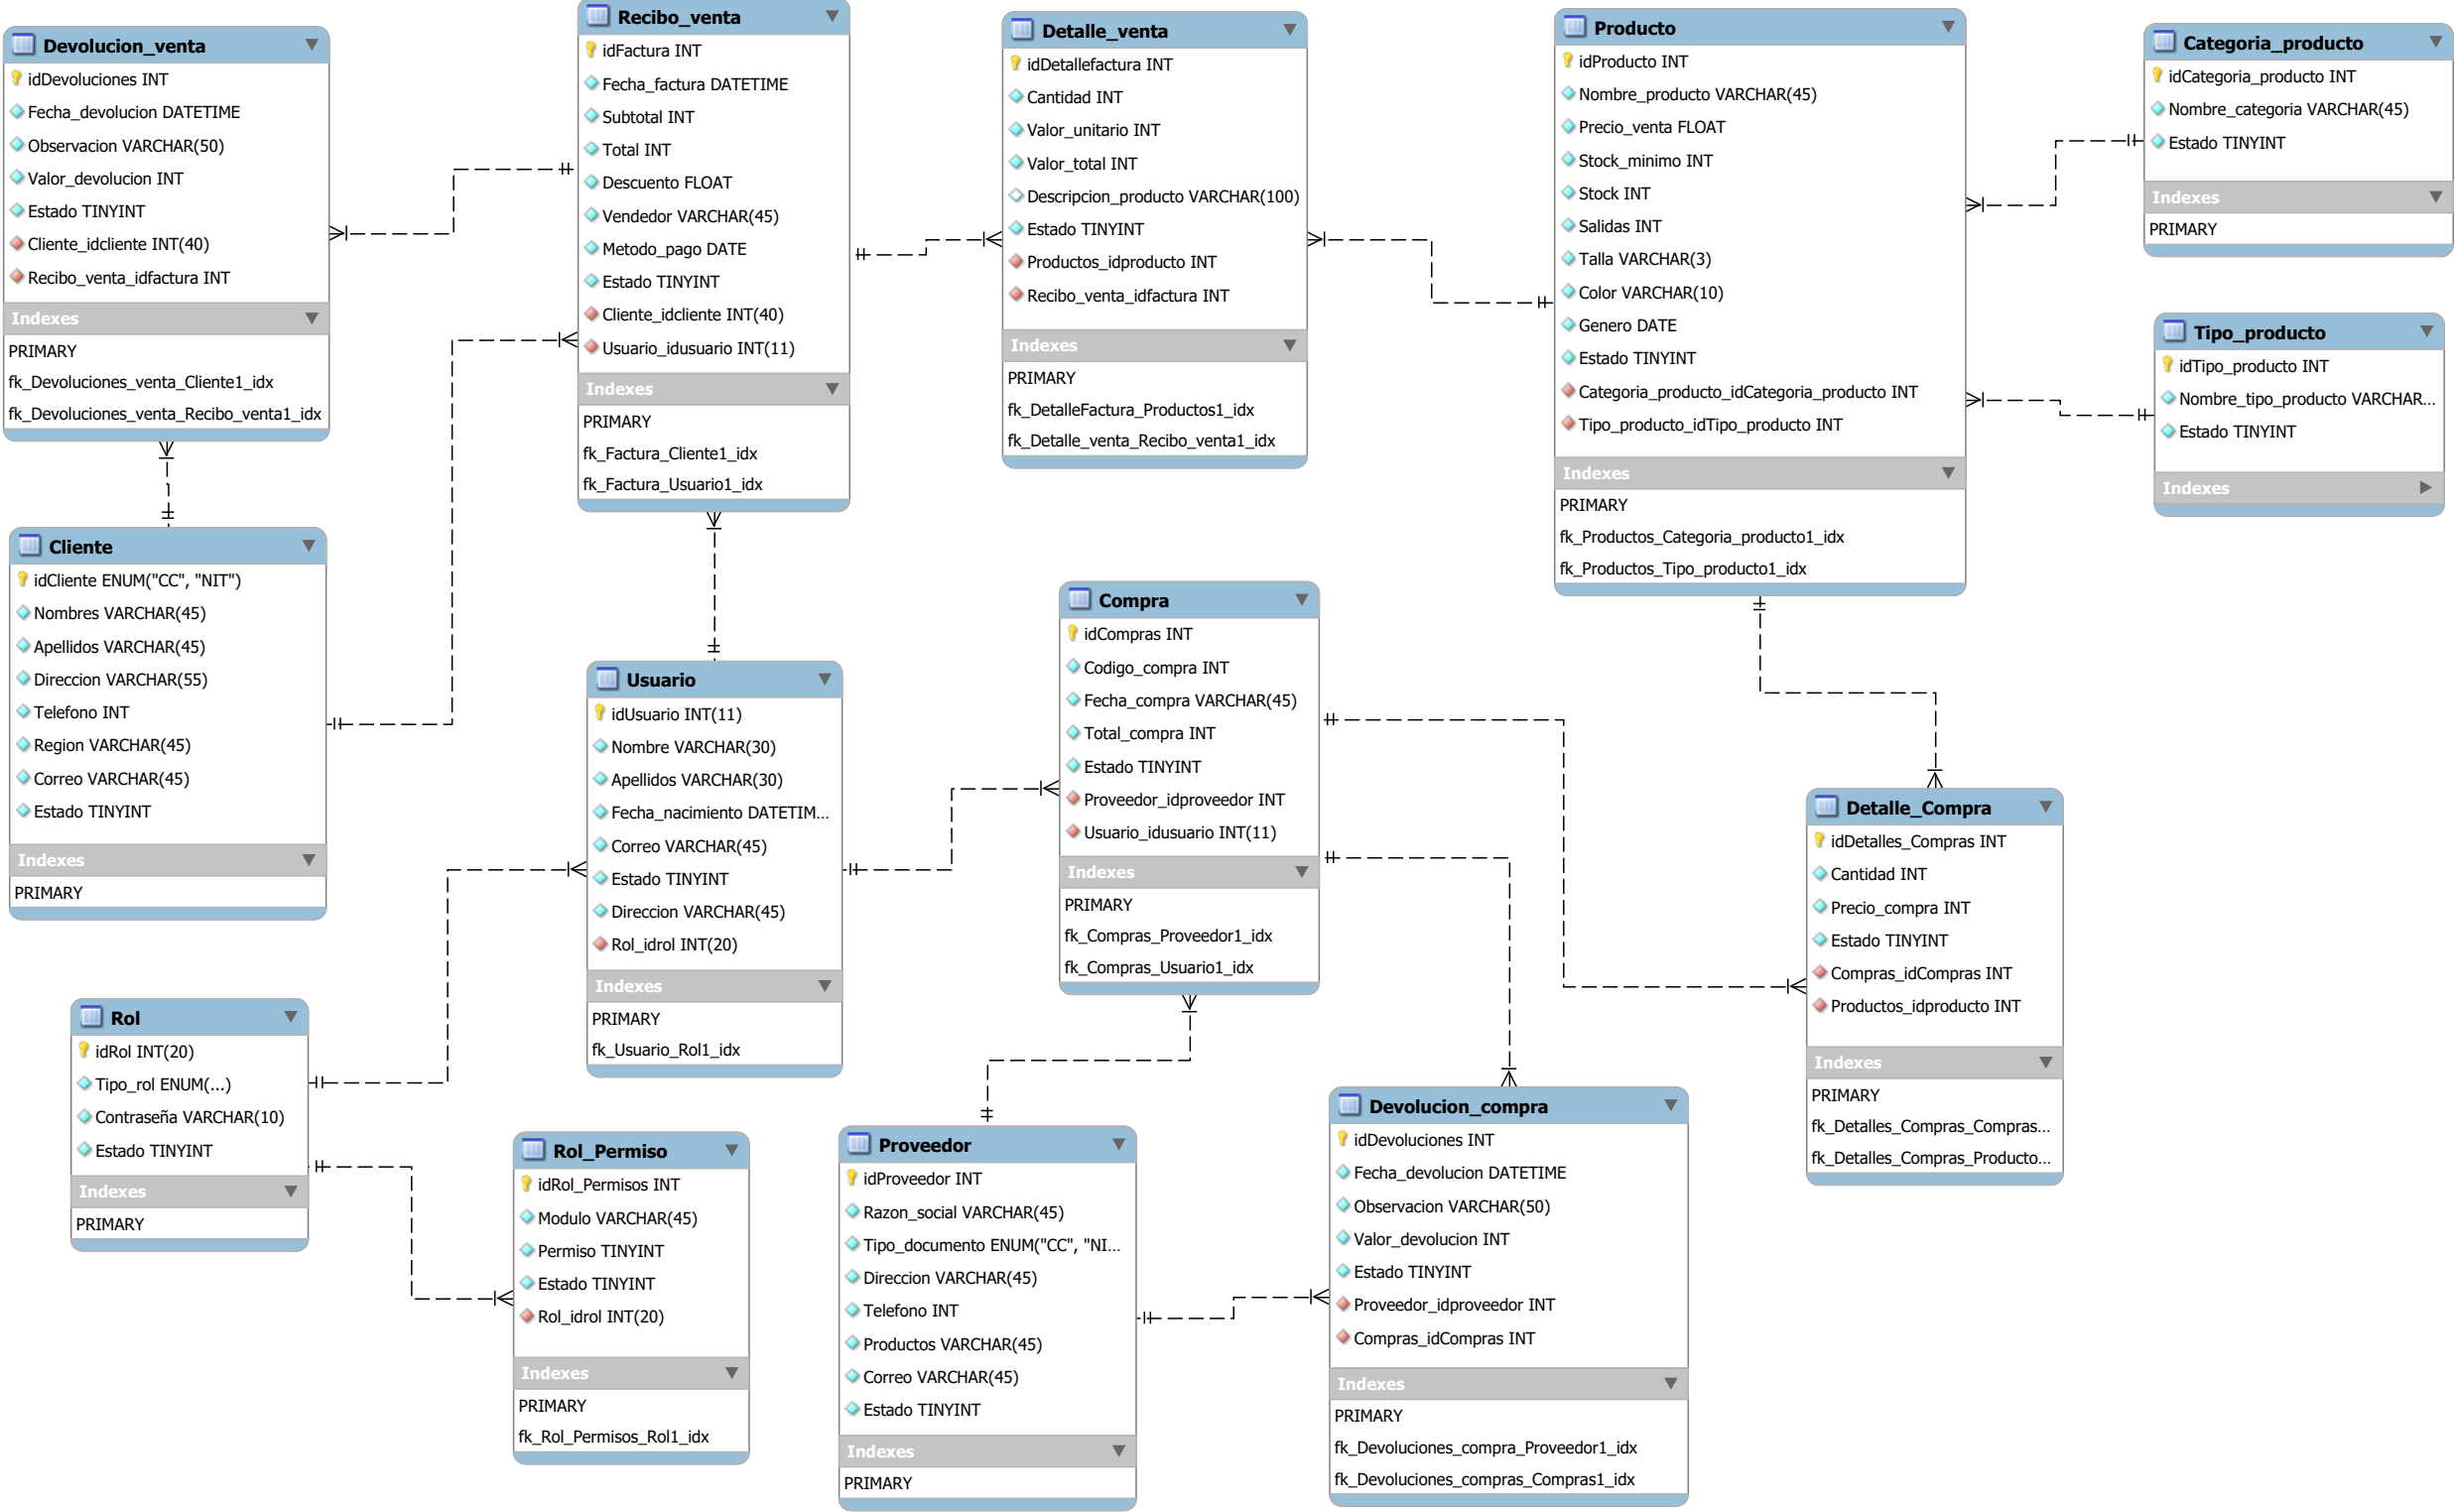 Devolucion_venta
idDevoluciones INT
Fecha_devolucion DATETIME
Observacion VARCHAR(50)
Valor_devolucion INT
Estado TINYINT
Cliente_idcliente INT(40)
Recibo_venta_idfactura INT
Indexes
PRIMARY
fk_Devoluciones_venta_Cliente1_idx
fk_Devoluciones_venta_Recibo_venta1_idx
Recibo_venta
idFactura INT
Fecha_factura DATETIME
Subtotal INT
Total INT
Descuento FLOAT
Vendedor VARCHAR(45)
Metodo_pago DATE
Estado TINYINT
Cliente_idcliente INT(40)
Usuario_idusuario INT(11)
Indexes
PRIMARY
fk_Factura_Cliente1_idx
fk_Factura_Usuario1_idx
Detalle_venta
idDetallefactura INT
Cantidad INT
Valor_unitario INT
Valor_total INT
Descripcion_producto VARCHAR(100)
Estado TINYINT
Productos_idproducto INT
Recibo_venta_idfactura INT
Indexes
PRIMARY
fk_DetalleFactura_Productos1_idx
fk_Detalle_venta_Recibo_venta1_idx
Producto
idProducto INT
Nombre_producto VARCHAR(45)
Precio_venta FLOAT
Stock_minimo INT
Stock INT
Salidas INT
Talla VARCHAR(3)
Color VARCHAR(10)
Genero DATE
Estado TINYINT
Categoria_producto_idCategoria_producto INT
Tipo_producto_idTipo_producto INT
Indexes
PRIMARY
fk_Productos_Categoria_producto1_idx
fk_Productos_Tipo_producto1_idx
Categoria_producto
idCategoria_producto INT
Nombre_categoria VARCHAR(45)
Estado TINYINT
Indexes
PRIMARY
Tipo_producto
idTipo_producto INT
Nombre_tipo_producto VARCHAR...
Estado TINYINT
Indexes
Cliente
idCliente ENUM("CC", "NIT")
Nombres VARCHAR(45)
Apellidos VARCHAR(45)
Direccion VARCHAR(55)
Telefono INT
Region VARCHAR(45)
Correo VARCHAR(45)
Estado TINYINT
Indexes
PRIMARY
Usuario
idUsuario INT(11)
Nombre VARCHAR(30)
Apellidos VARCHAR(30)
Fecha_nacimiento DATETIM...
Correo VARCHAR(45)
Estado TINYINT
Direccion VARCHAR(45)
Rol_idrol INT(20)
Indexes
PRIMARY
fk_Usuario_Rol1_idx
Compra
idCompras INT
Codigo_compra INT
Fecha_compra VARCHAR(45)
Total_compra INT
Estado TINYINT
Proveedor_idproveedor INT
Usuario_idusuario INT(11)
Indexes
PRIMARY
fk_Compras_Proveedor1_idx
fk_Compras_Usuario1_idx
Detalle_Compra
idDetalles_Compras INT
Cantidad INT
Precio_compra INT
Estado TINYINT
Compras_idCompras INT
Productos_idproducto INT
Indexes
PRIMARY
fk_Detalles_Compras_Compras...
fk_Detalles_Compras_Producto...
Rol
idRol INT(20)
Tipo_rol ENUM(...)
Contraseña VARCHAR(10)
Estado TINYINT
Indexes
PRIMARY
Rol_Permiso
idRol_Permisos INT
Modulo VARCHAR(45)
Permiso TINYINT
Estado TINYINT
Rol_idrol INT(20)
Indexes
PRIMARY
fk_Rol_Permisos_Rol1_idx
Proveedor
idProveedor INT
Razon_social VARCHAR(45)
Tipo_documento ENUM("CC", "NI...
Direccion VARCHAR(45)
Telefono INT
Productos VARCHAR(45)
Correo VARCHAR(45)
Estado TINYINT
Indexes
PRIMARY
Devolucion_compra
idDevoluciones INT
Fecha_devolucion DATETIME
Observacion VARCHAR(50)
Valor_devolucion INT
Estado TINYINT
Proveedor_idproveedor INT
Compras_idCompras INT
Indexes
PRIMARY
fk_Devoluciones_compra_Proveedor1_idx
fk_Devoluciones_compras_Compras1_idx